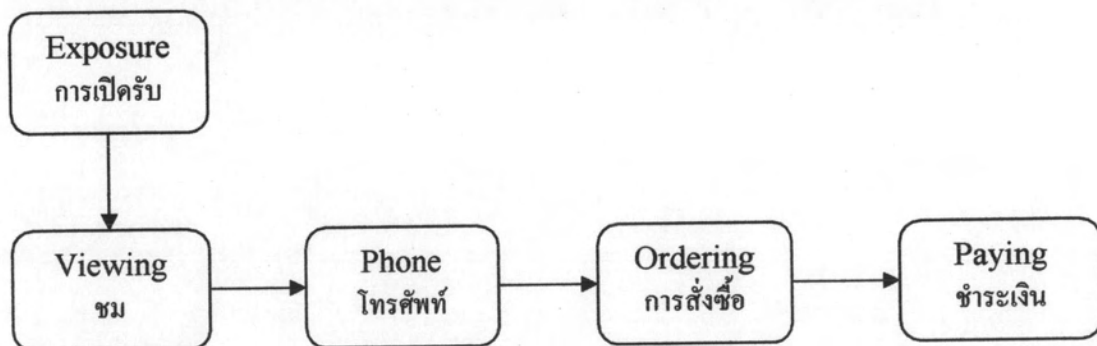 Exposure
การเปิดรับ
Viewing
ชม
Phone
โทรศัพท์
Ordering
การสั่งซื้อ
Paying
ชำระเงิน